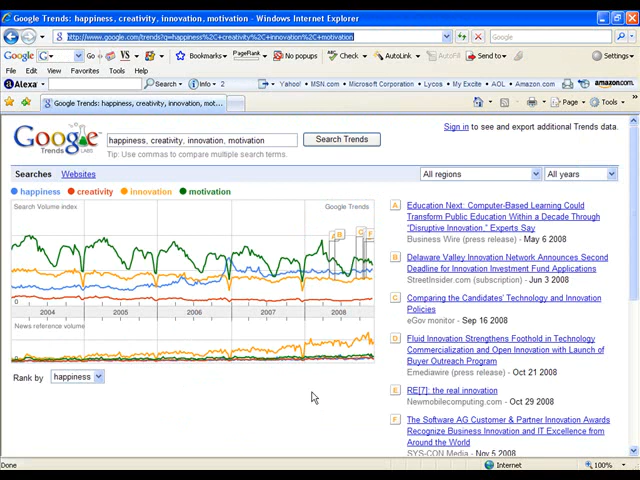 Google Trends: happiness, creativity, innovation, motivation - Windows Internet Explorer
http://www.google.com/trends?q=happiness%2C+creativity%2C+innovation%2C+motivation
Google
Google
Bookmarks
PageRank
No popups
Check
AutoLink
Settings
File
Edit
View
Favorites
Tools
Help
Alexa
Search
Info
2
Yahoo!
MSN.com
Microsoft Corporation
Lycos
My Excite
AOL
Amazon.com
amazon.com
Google Trends: happiness, creativity, innovation, mot...
Page
Tools
Sign in to see and export additional Trends data.
Google Trends LABS
happiness, creativity, innovation, motivation
Search Trends
Tip: Use commas to compare multiple search terms.
Searches
Websites
All regions
All years
happiness
creativity
innovation
motivation
Search Volume index
Google Trends
0
2004
2005
2006
2007
2008
News reference volume
0
Rank by
happiness
A
Education Next: Computer-Based Learning Could
Transform Public Education Within a Decade Through
"Disruptive Innovation," Experts Say
Business Wire (press release) - May 6 2008
B
Delaware Valley Innovation Network Announces Second
Deadline for Innovation Investment Fund Applications
StreetInsider.com (subscription) - Jun 3 2008
C
Comparing the Candidates' Technology and Innovation
Policies
eGov monitor - Sep 16 2008
D
Fluid Innovation Strengthens Foothold in Technology
Commercialization and Open Innovation with Launch of
Buyer Outreach Program
Emediawire (press release) - Oct 21 2008
E
RE[7]: the real innovation
Newmobilecomputing.com - Oct 29 2008
F
The Software AG Customer & Partner Innovation Awards
Recognize Business Innovation and IT Excellence from
Around the World
SYS-CON Media - Nov 5 2008
Done
Internet
100%